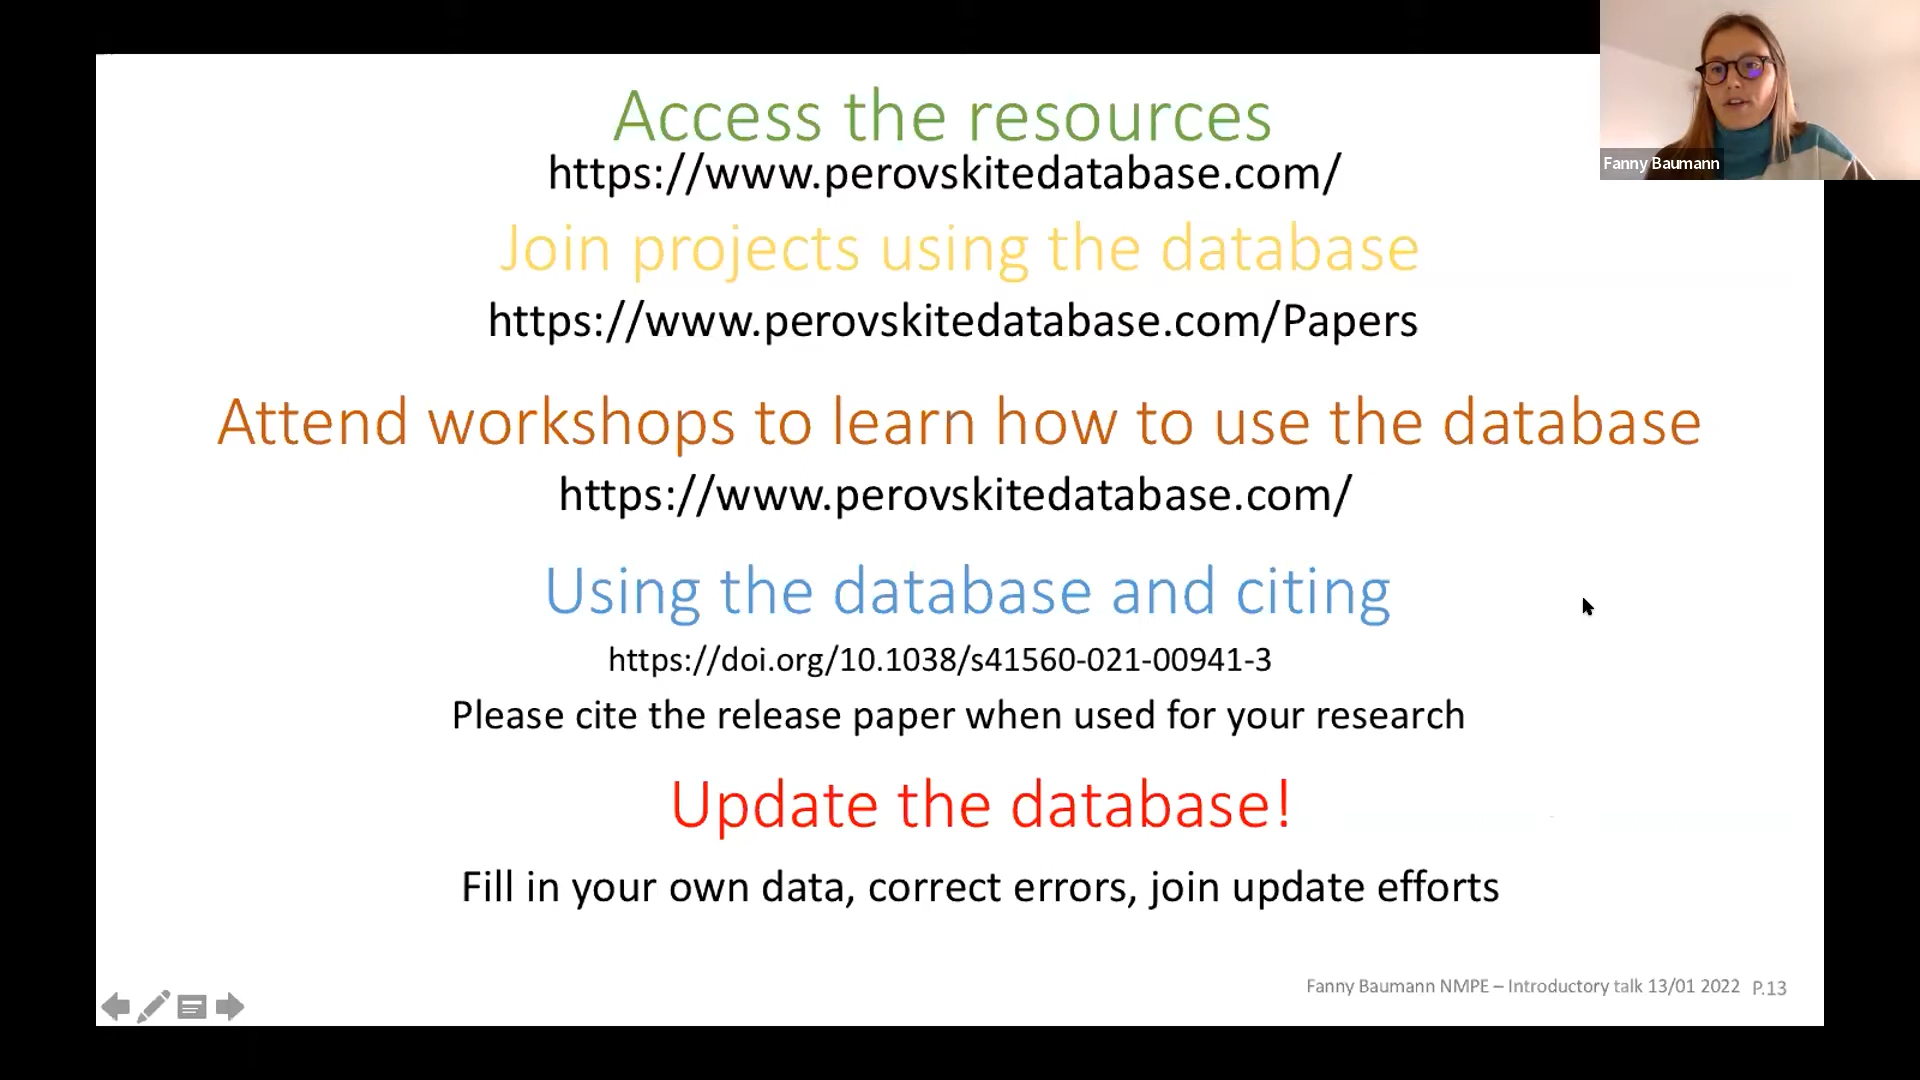 Access the resources
https://www.perovskitedatabase.com/
Fanny Baumann
Join projects using the database
https://www.perovskitedatabase.com/Papers
Attend workshops to learn how to use the database
https://www.perovskitedatabase.com/
Using the database and citing
https://doi.org/10.1038/s41560-021-00941-3
Please cite the release paper when used for your research
Update the database!
Fill in your own data, correct errors, join update efforts
Fanny Baumann NMPE – Introductory talk 13/01 2022 P.13